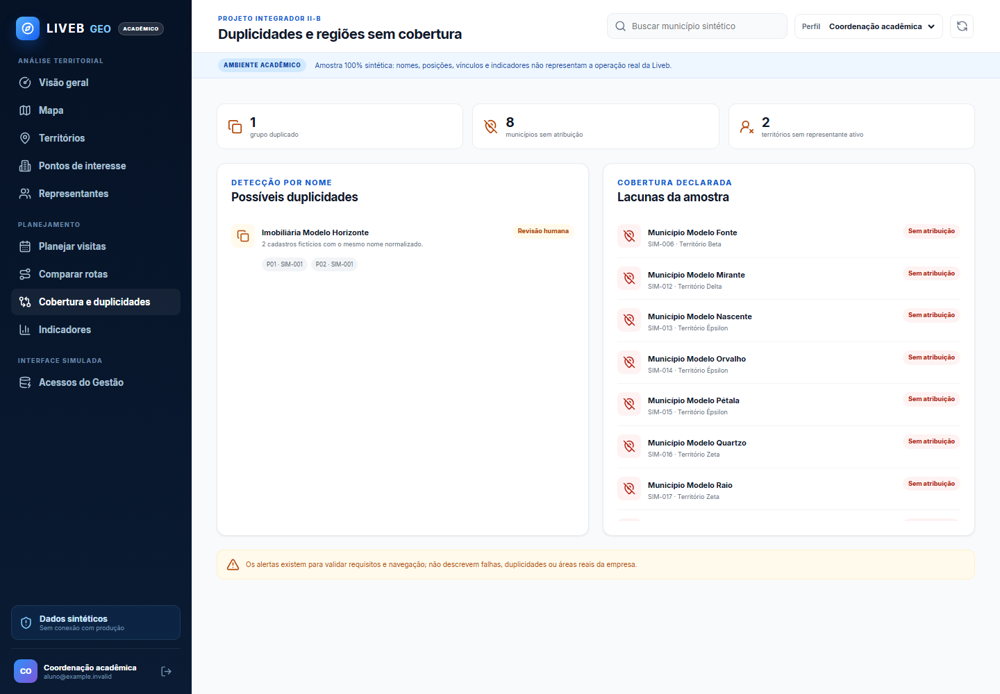 LIVEB GEO ACADÊMICO
ANÁLISE TERRITORIAL
Visão geral
Mapa
Territórios
Pontos de interesse
Representantes
PLANEJAMENTO
Planejar visitas
Comparar rotas
Cobertura e duplicidades
Indicadores
INTERFACE SIMULADA
Acessos do Gestão
Dados sintéticos
Sem conexão com produção
CO
Coordenação acadêmica
aluno@example.invalid
PROJETO INTEGRADOR II-B
Duplicidades e regiões sem cobertura
Buscar município sintético
Perfil Coordenação acadêmica
AMBIENTE ACADÊMICO Amostra 100% sintética: nomes, posições, vínculos e indicadores não representam a operação real da Liveb.
1
grupo duplicado
8
municípios sem atribuição
2
territórios sem representante ativo
DETECÇÃO POR NOME
Possíveis duplicidades
Imobiliária Modelo Horizonte
Revisão humana
2 cadastros fictícios com o mesmo nome normalizado.
P01 · SIM-001 P02 · SIM-001
COBERTURA DECLARADA
Lacunas da amostra
Município Modelo Fonte
Sem atribuição
SIM-006 · Território Beta
Município Modelo Mirante
Sem atribuição
SIM-012 · Território Delta
Município Modelo Nascente
Sem atribuição
SIM-013 · Território Épsilon
Município Modelo Orvalho
Sem atribuição
SIM-014 · Território Épsilon
Município Modelo Pétala
Sem atribuição
SIM-015 · Território Épsilon
Município Modelo Quartzo
Sem atribuição
SIM-016 · Território Zeta
Município Modelo Raio
Sem atribuição
SIM-017 · Território Zeta
Os alertas existem para validar requisitos e navegação; não descrevem falhas, duplicidades ou áreas reais da empresa.